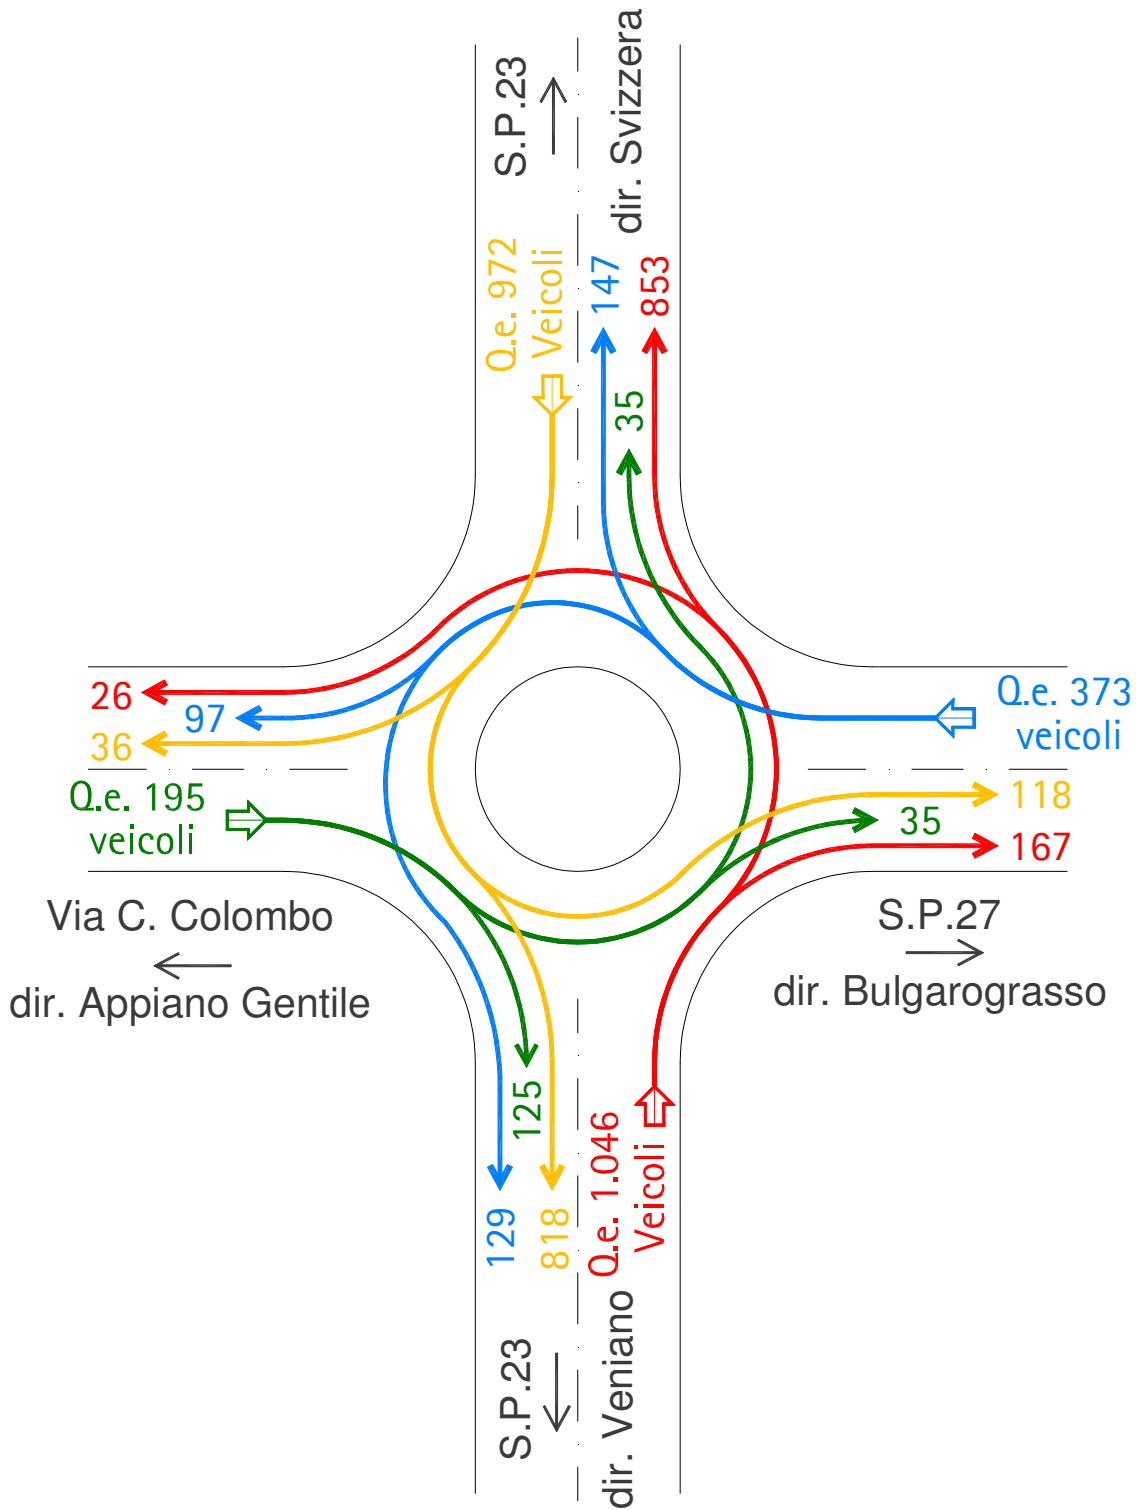 S.P.23
dir. Svizzera
Q.e. 972
Veicoli
147
853
35
26
97
36
Q.e. 373
veicoli
Q.e. 195
veicoli
118
35
167
Via C. Colombo
dir. Appiano Gentile
S.P.27
dir. Bulgarograsso
125
129
818
Q.e. 1.046
Veicoli
S.P.23
dir. Veniano